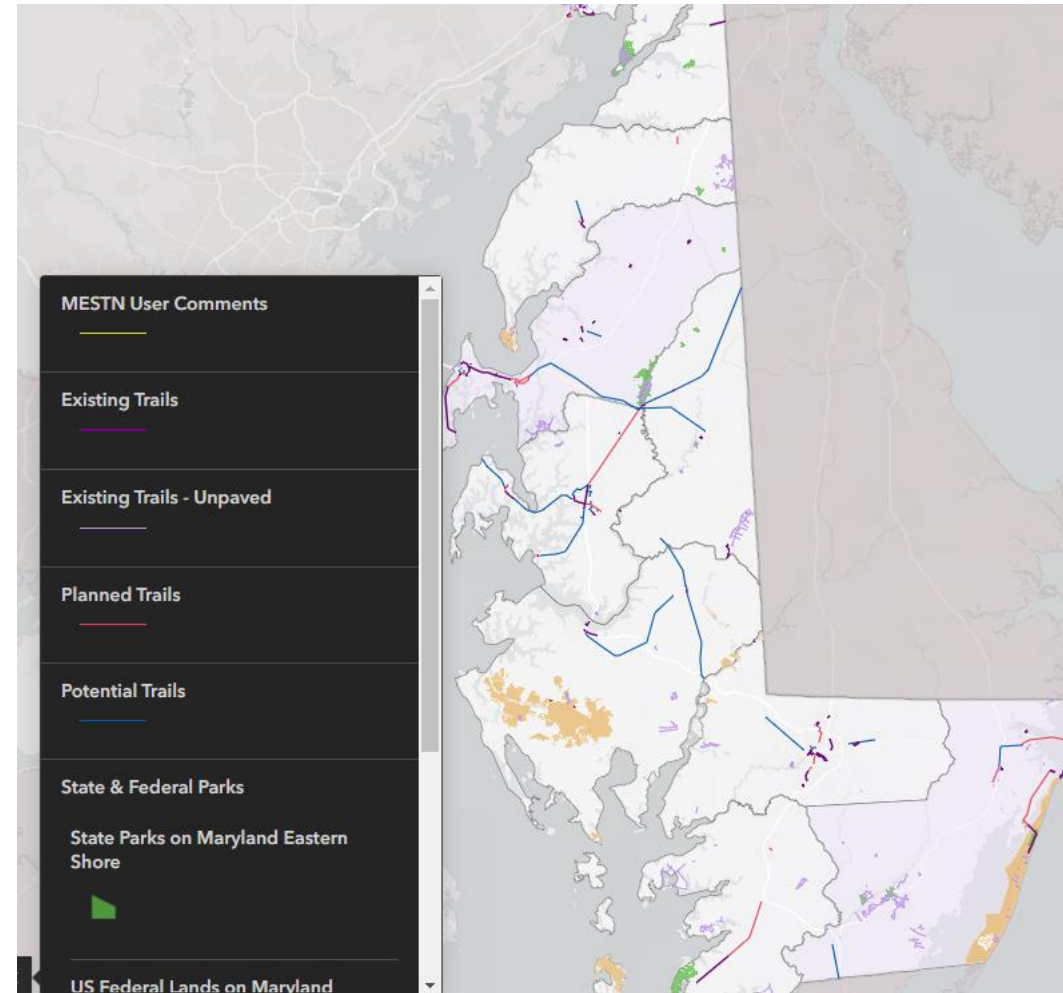 MESTN User Comments
Existing Trails
Existing Trails - Unpaved
Planned Trails
Potential Trails
State & Federal Parks
State Parks on Maryland Eastern
Shore
US Federal Lands on Maryland